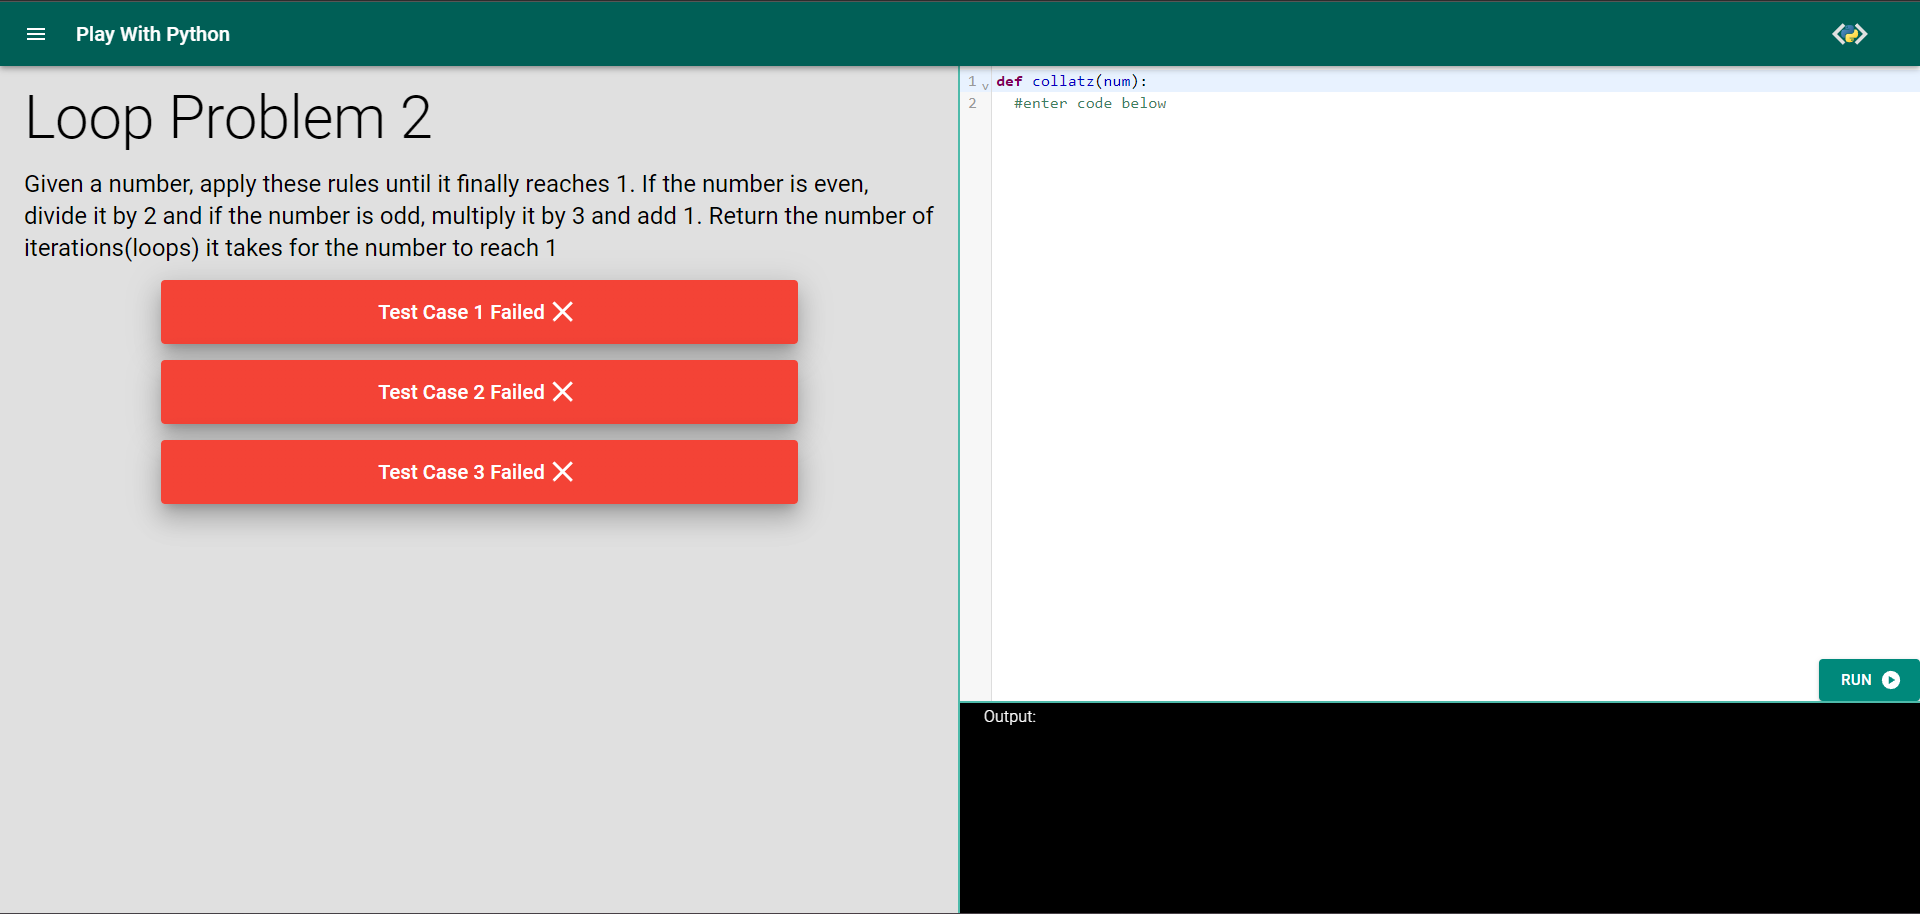 Play With Python
Loop Problem 2
Given a number, apply these rules until it finally reaches 1. If the number is even,
divide it by 2 and if the number is odd, multiply it by 3 and add 1. Return the number of
iterations(loops) it takes for the number to reach 1
Test Case 1 Failed
Test Case 2 Failed
Test Case 3 Failed
1 def collatz(num):
2 #enter code below
RUN
Output: